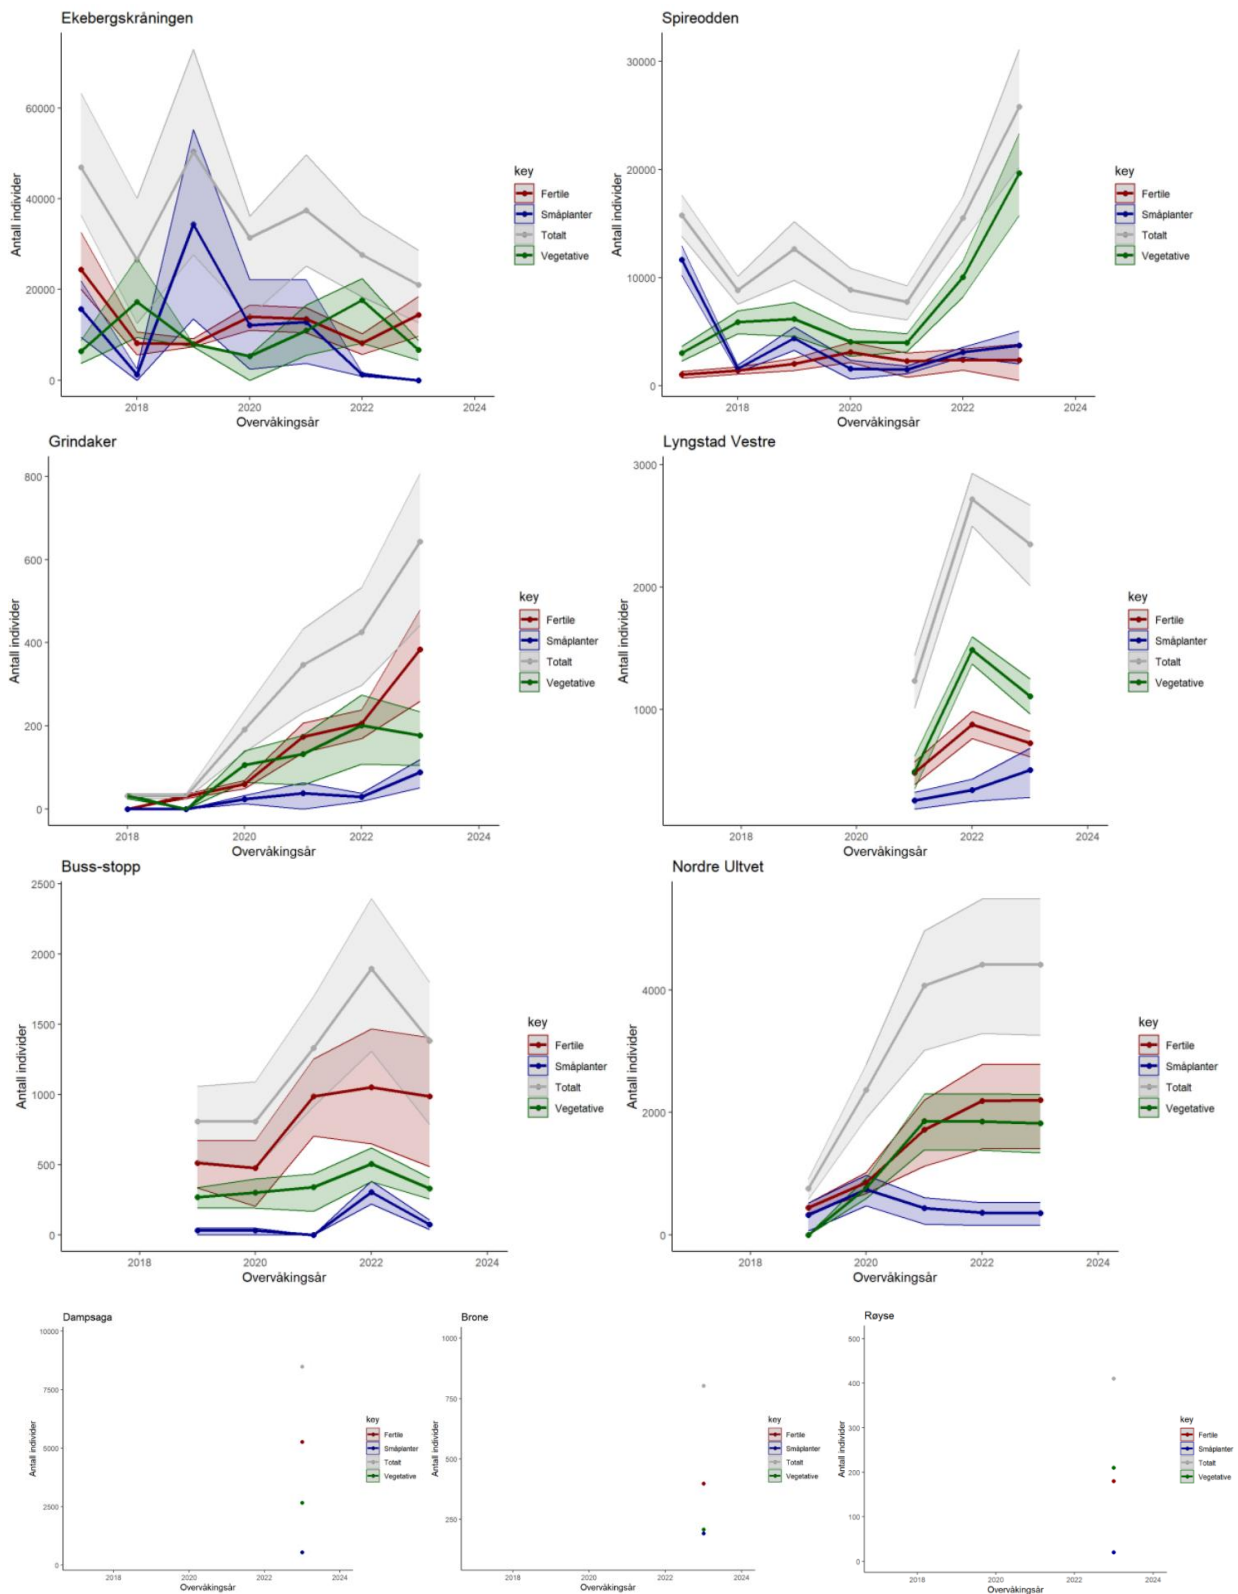 Ekebergskråningen
Antall individer
60000
40000
20000
0
2018
2020
2022
2024
Overvåkingsår
key
Fertile
Småplanter
Totalt
Vegetative
Spireodden
Antall individer
30000
20000
10000
0
2018
2020
2022
2024
Overvåkingsår
key
Fertile
Småplanter
Totalt
Vegetative
Grindaker
Antall individer
800
600
400
200
0
2018
2020
2022
2024
Overvåkingsår
key
Fertile
Småplanter
Totalt
Vegetative
Lyngstad Vestre
Antall individer
3000
2000
1000
2018
2020
2022
2024
Overvåkingsår
key
Fertile
Småplanter
Totalt
Vegetative
Buss-stopp
Antall individer
2500
2000
1500
1000
500
0
2018
2020
2022
2024
Overvåkingsår
key
Fertile
Småplanter
Totalt
Vegetative
Nordre Ultvet
Antall individer
4000
2000
0
2018
2020
2022
2024
Overvåkingsår
key
Fertile
Småplanter
Totalt
Vegetative
Dampsaga
Antall individer
10000
7500
5000
2500
0
2018
2020
2022
2024
Overvåkingsår
key
Fertile
Småplanter
Totalt
Vegetative
Brone
Antall individer
1000
750
500
250
2018
2020
2022
2024
Overvåkingsår
key
Fertile
Småplanter
Totalt
Vegetative
Røyse
Antall individer
500
400
300
200
100
0
2018
2020
2022
2024
Overvåkingsår
key
Fertile
Småplanter
Totalt
Vegetative